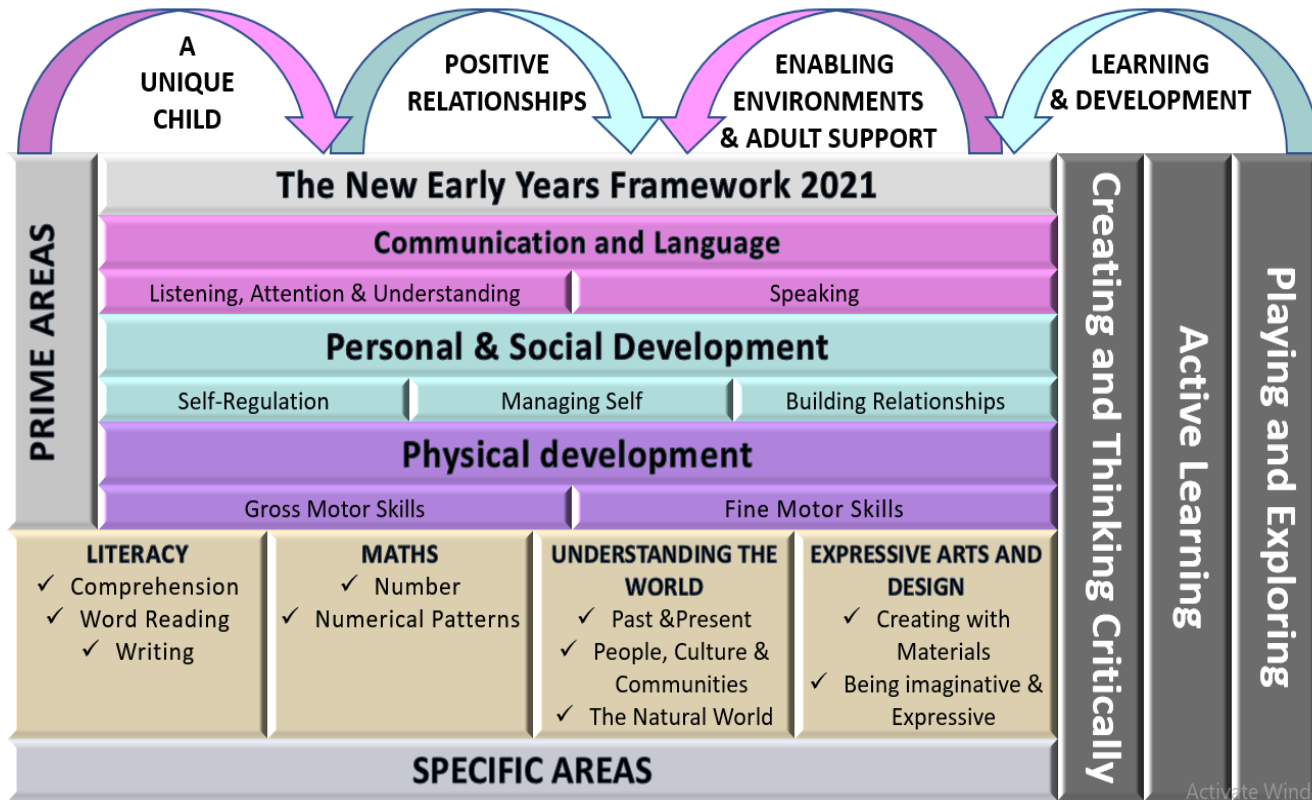 A
UNIQUE
CHILD
POSITIVE
RELATIONSHIPS
ENABLING
ENVIRONMENTS
& ADULT SUPPORT
LEARNING
& DEVELOPMENT
PRIME AREAS
The New Early Years Framework 2021
Communication and Language
Listening, Attention & Understanding
Speaking
Personal & Social Development
Self-Regulation
Managing Self
Building Relationships
Physical development
Gross Motor Skills
Fine Motor Skills
LITERACY
✓ Comprehension
✓ Word Reading
✓ Writing
MATHS
✓ Number
✓ Numerical Patterns
UNDERSTANDING THE
WORLD
✓ Past &Present
✓ People, Culture &
Communities
✓ The Natural World
EXPRESSIVE ARTS AND
DESIGN
✓ Creating with
Materials
✓ Being imaginative &
Expressive
SPECIFIC AREAS
Creating and Thinking Critically
Active Learning
Playing and Exploring
Activate Wind